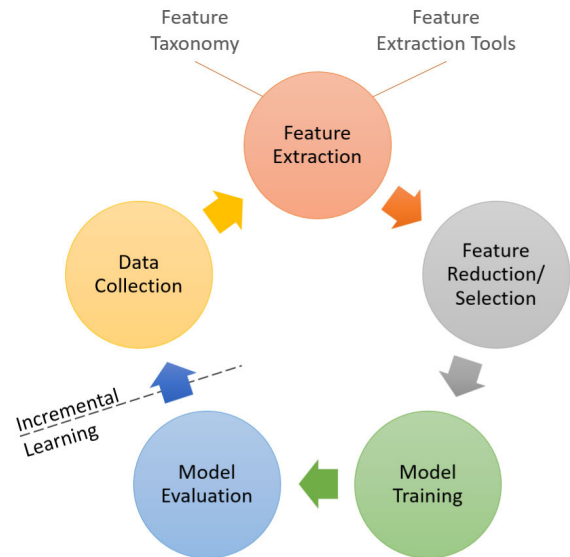 Feature
Taxonomy
Feature
Extraction Tools
Feature
Extraction
Data
Collection
Feature
Reduction/
Selection
Incremental
Learning
Model
Evaluation
Model
Training